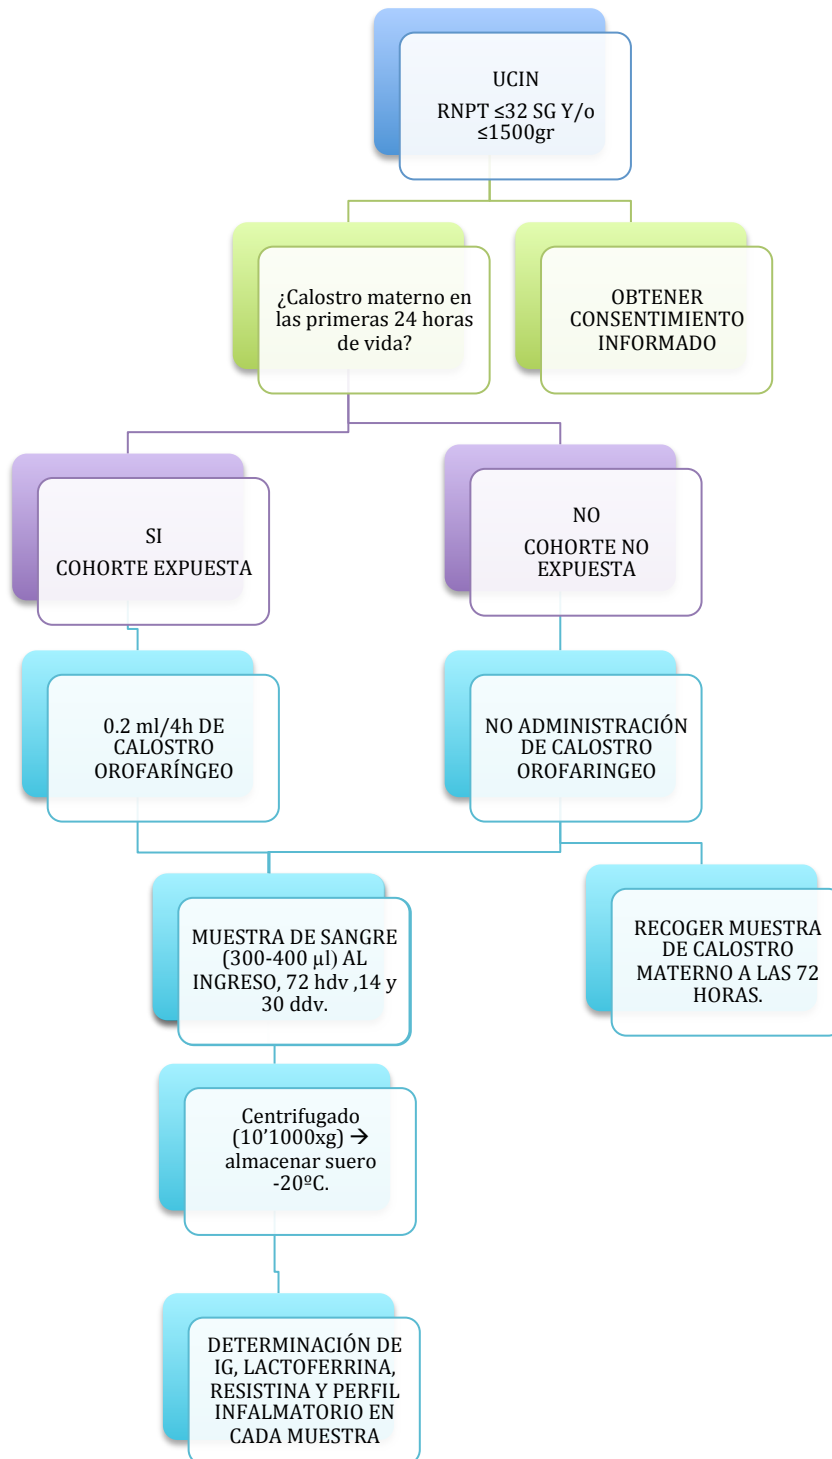 UCIN
RNPT ≤32 SG Y/o
≤1500gr
¿Calostro materno en
las primeras 24 horas
de vida?
OBTENER
CONSENTIMIENTO
INFORMADO
SI
COHORTE EXPUESTA
NO
COHORTE NO
EXPUESTA
0.2 ml/4h DE
CALOSTRO
OROFARÍNGEO
NO ADMINISTRACIÓN
DE CALOSTRO
OROFARINGEO
MUESTRA DE SANGRE
(300-400 µl) AL
INGRESO, 72 hdv ,14 y
30 ddv.
RECOGER MUESTRA
DE CALOSTRO
MATERNO A LAS 72
HORAS.
Centrifugado
(10’1000xg) →
almacenar suero
-20ºC.
DETERMINACIÓN DE
IG, LACTOFERRINA,
RESISTINA Y PERFIL
INFALMATORIO EN
CADA MUESTRA